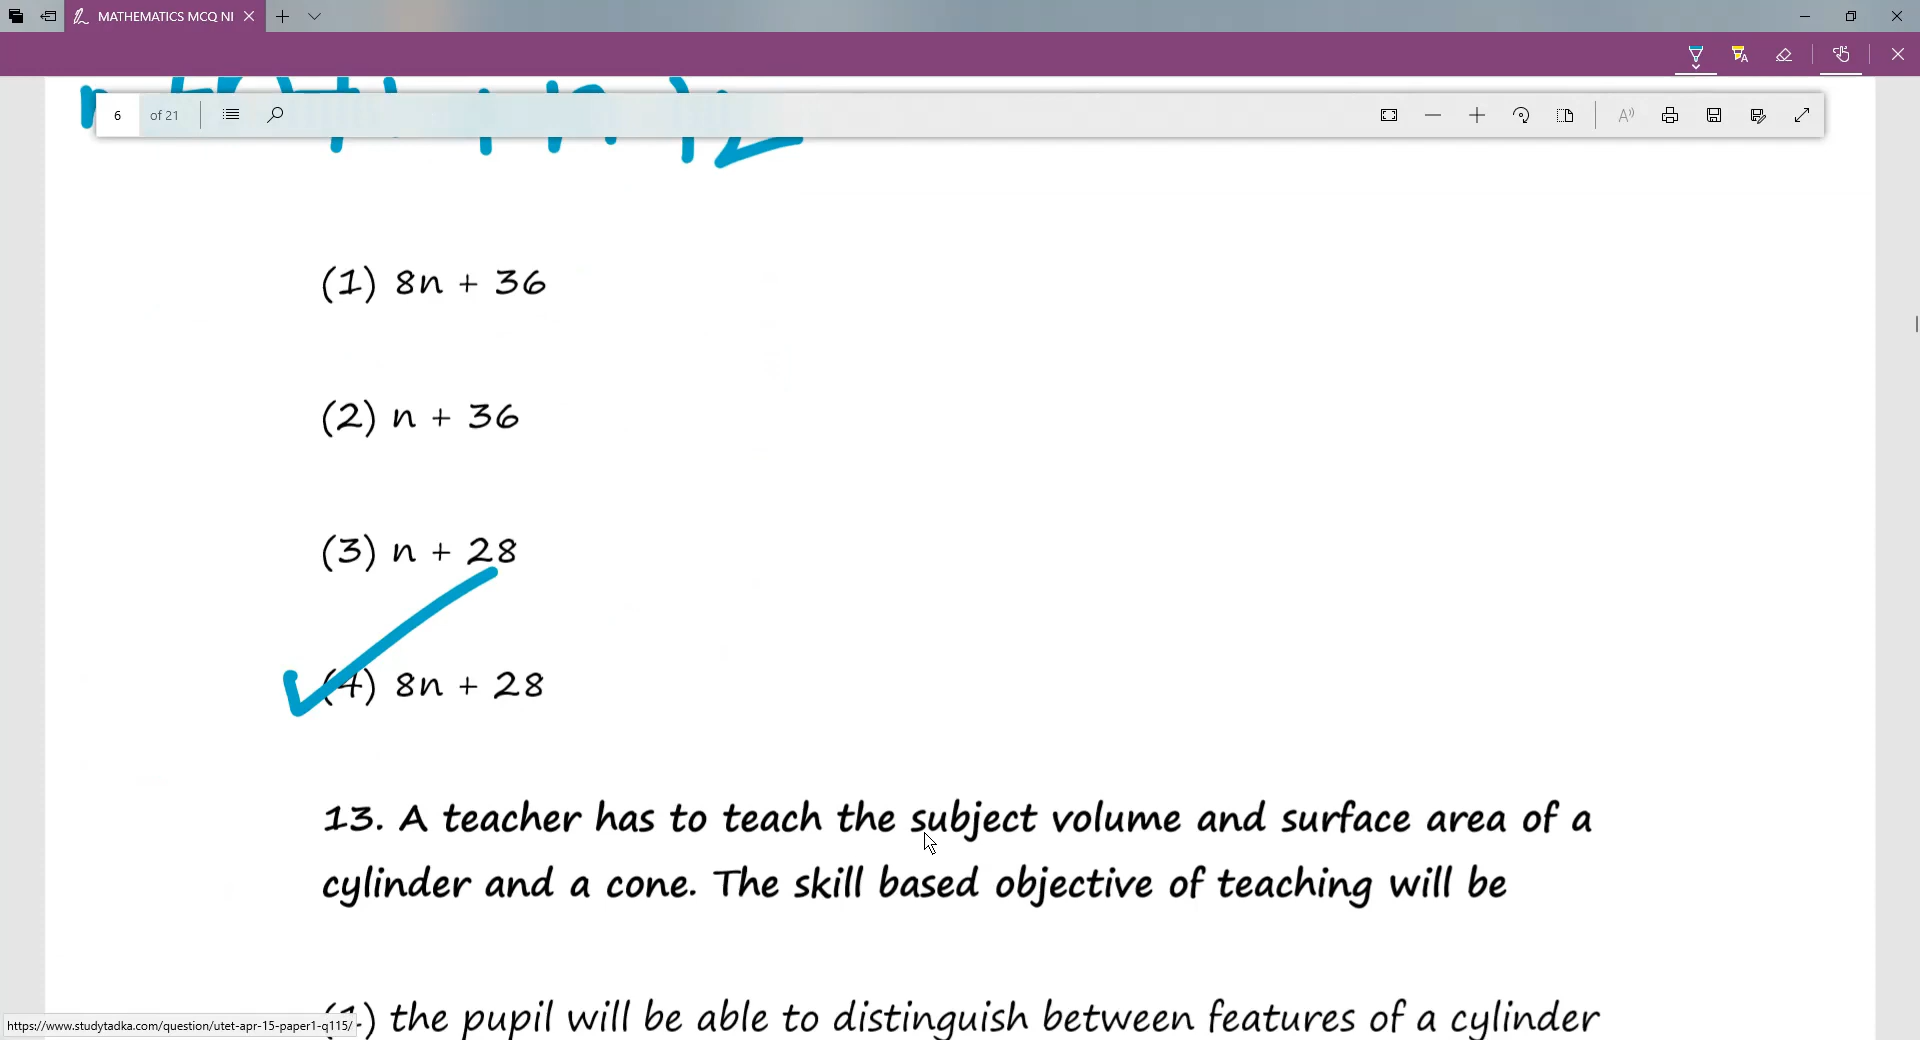 MATHEMATICS MCQ NI
6 of 21
(1) 8n + 36
(2) n + 36
(3) n + 28
(4) 8n + 28
13. A teacher has to teach the subject volume and surface area of a
cylinder and a cone. The skill based objective of teaching will be
(1) the pupil will be able to distinguish between features of a cylinder
https://www.studytadka.com/question/utet-apr-15-paper1-q115/